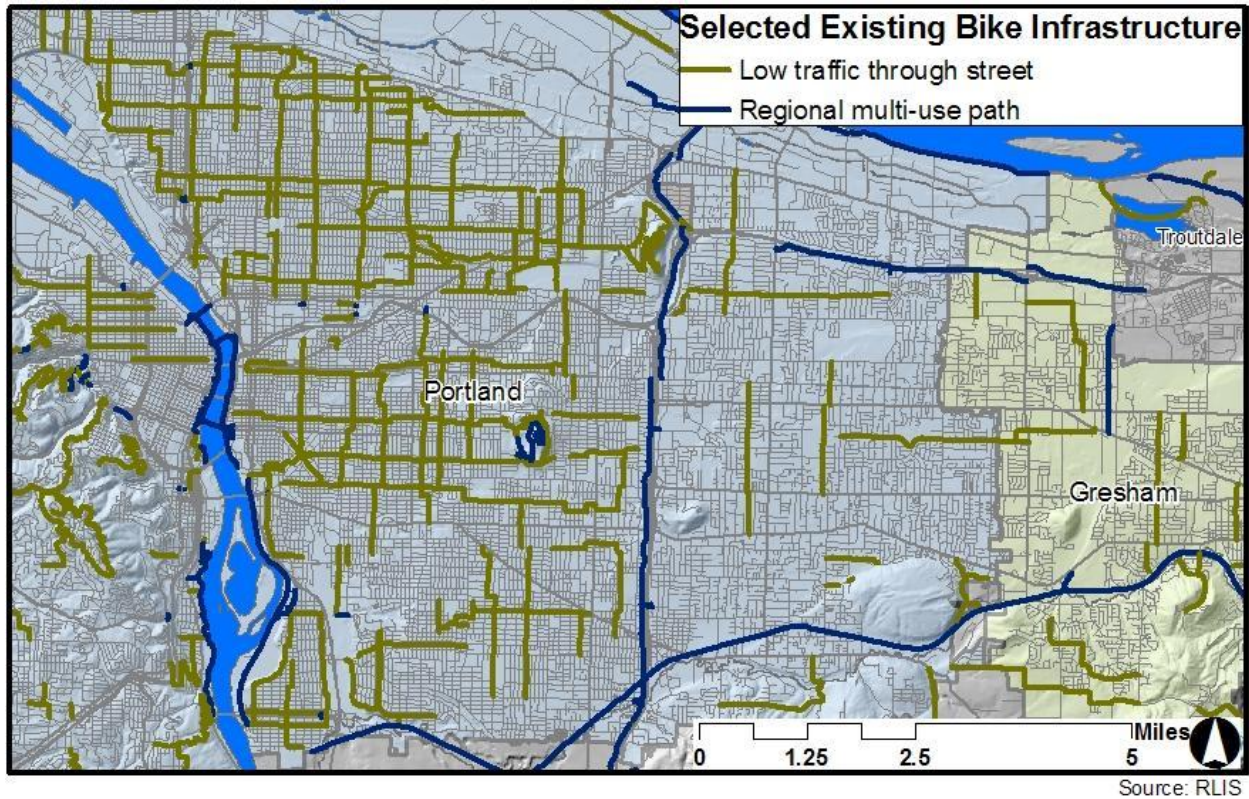 Selected Existing Bike Infrastructure
Low traffic through street
Regional multi-use path
Troutdale
Portland
Gresham
Miles
0 1.25 2.5 5
Source: RLIS